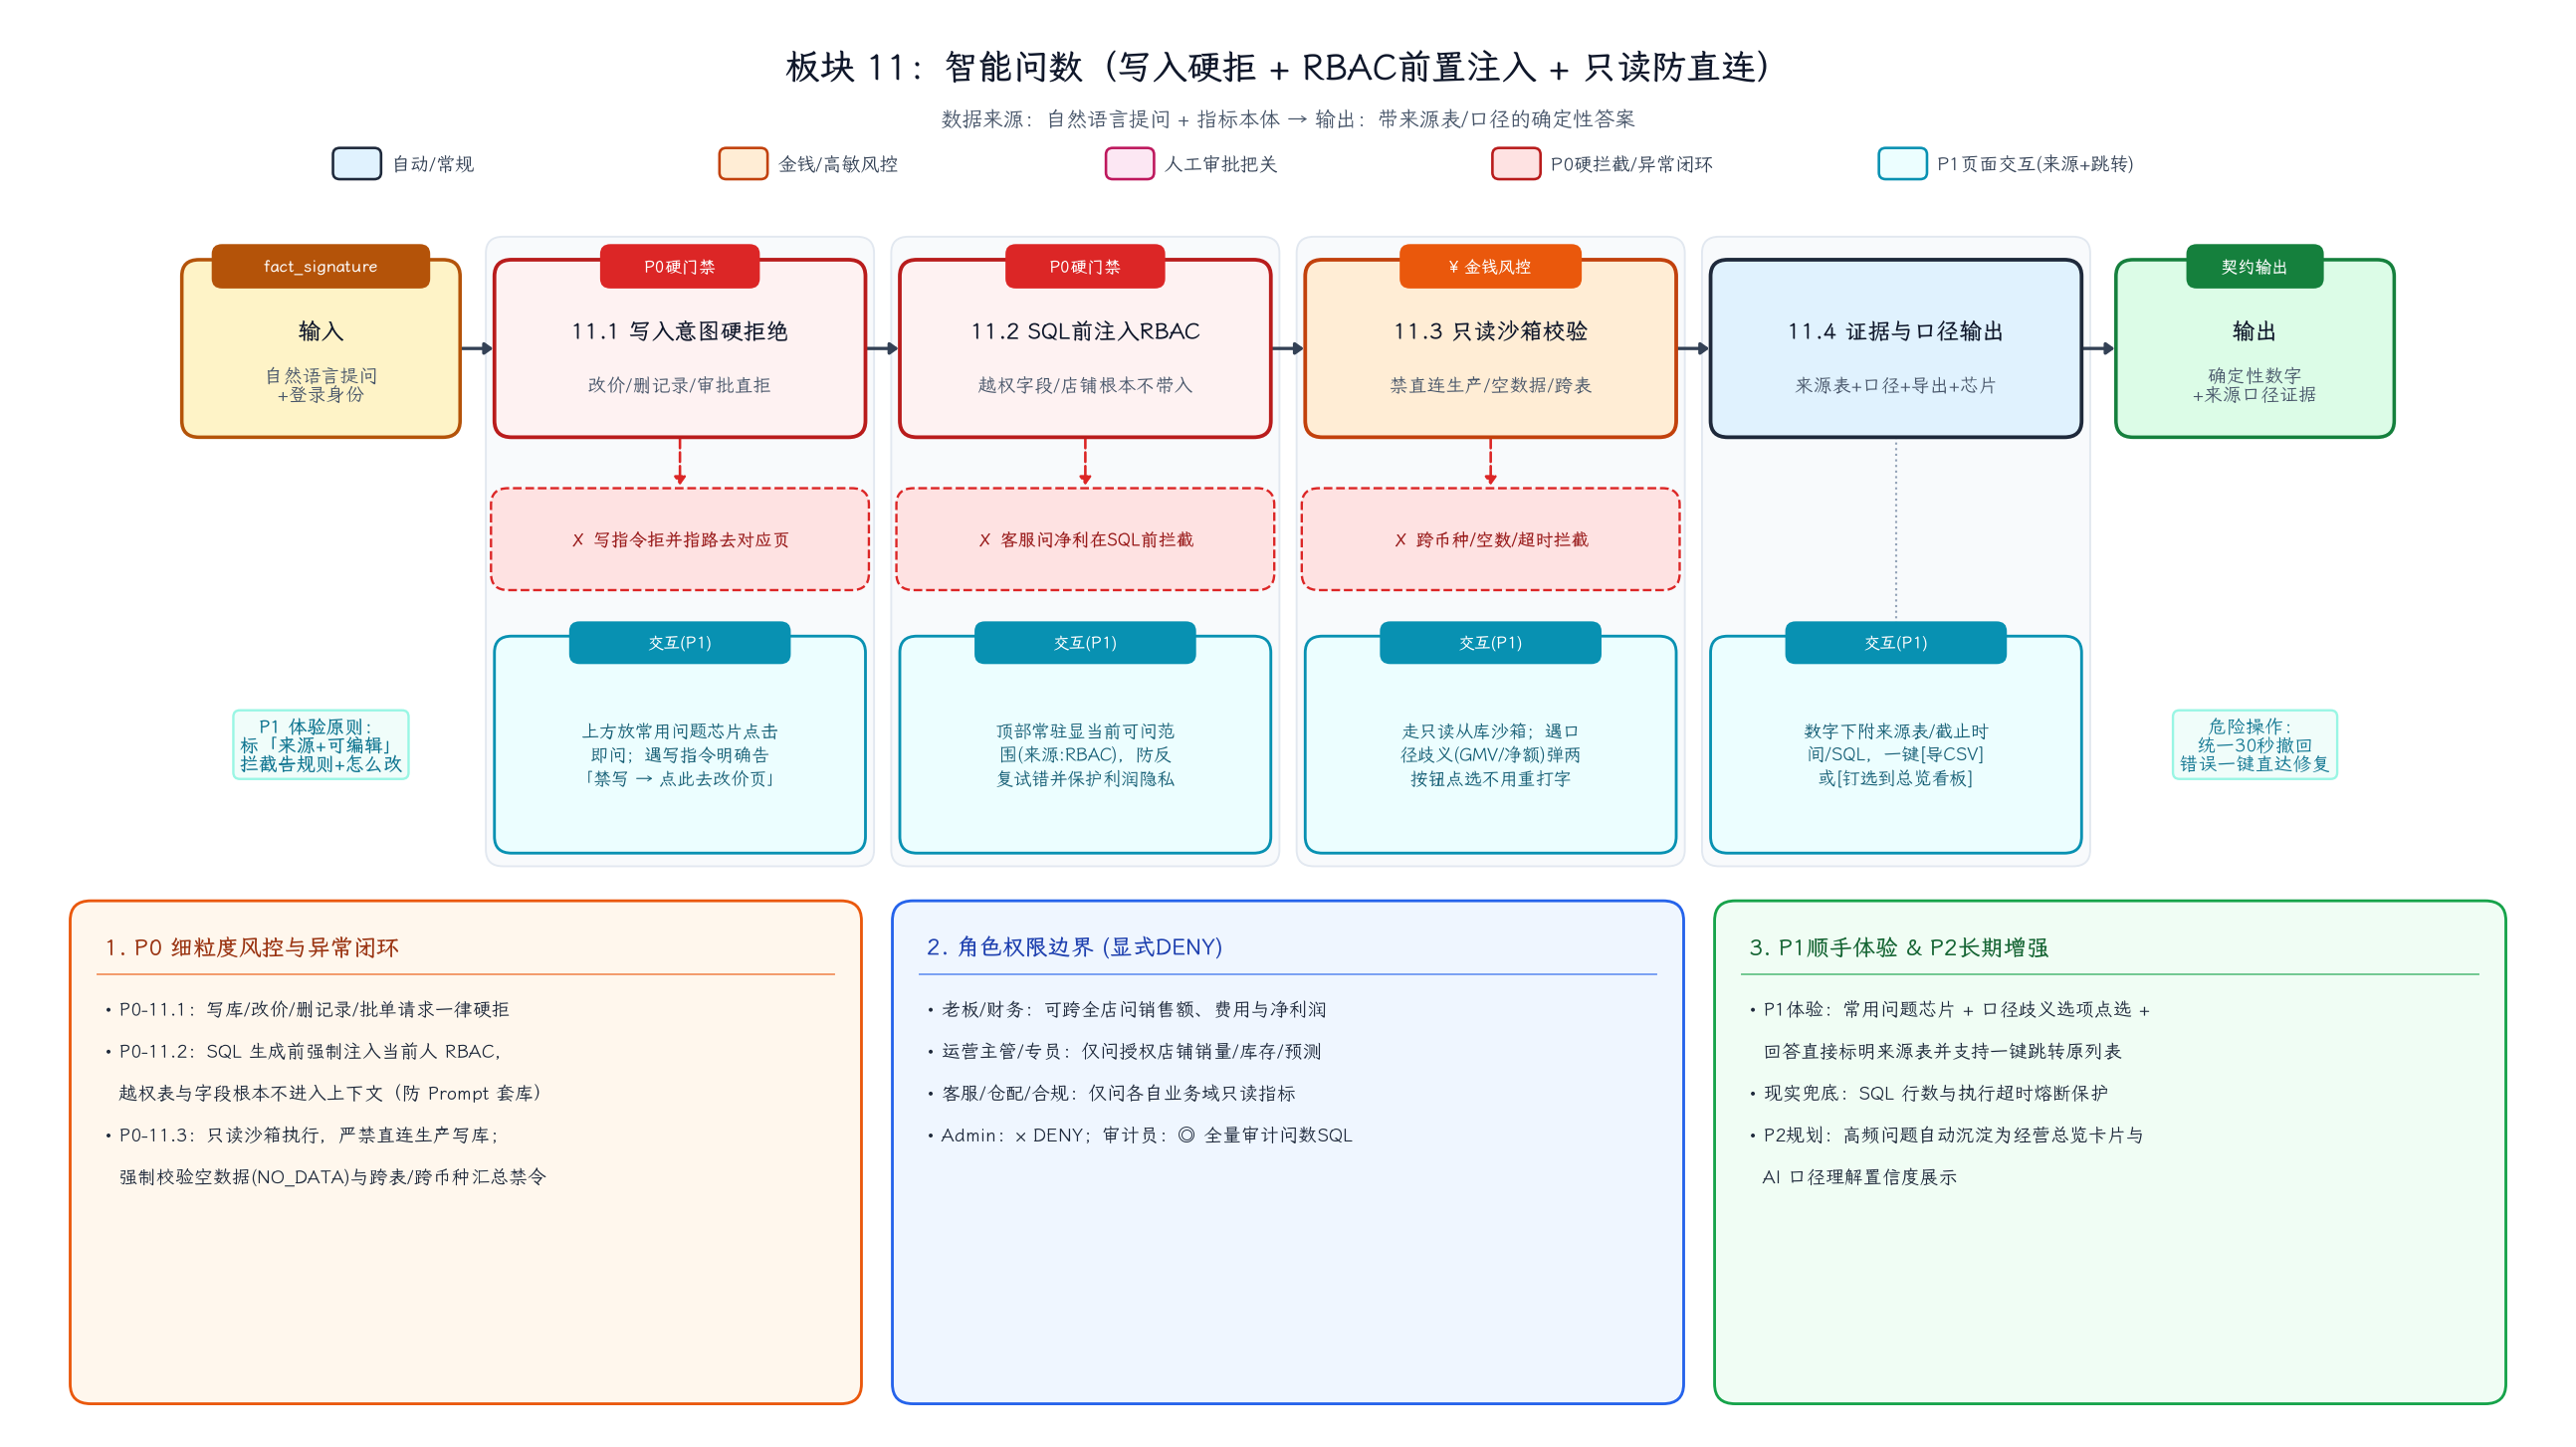 板块 11：智能问数（写入硬拒 + RBAC前置注入 + 只读防直连）
数据来源：自然语言提问 + 指标本体 → 输出：带来源表/口径的确定性答案
自动/常规
金钱/高敏风控
人工审批把关
P0硬拦截/异常闭环
P1页面交互(来源+跳转)
fact_signature
输入
自然语言提问
+登录身份
P0硬门禁
11.1 写入意图硬拒绝
改价/删记录/审批直拒
P0硬门禁
11.2 SQL前注入RBAC
越权字段/店铺根本不带入
¥ 金钱风控
11.3 只读沙箱校验
禁直连生产/空数据/跨表
11.4 证据与口径输出
来源表+口径+导出+芯片
契约输出
输出
确定性数字
+来源口径证据
X 写指令拒并指路去对应页
X 客服问净利在SQL前拦截
X 跨币种/空数/超时拦截
P1 体验原则：
标「来源+可编辑」
拦截告规则+怎么改
交互(P1)
上方放常用问题芯片点击
即问；遇写指令明确告
「禁写 → 点此去改价页」
交互(P1)
顶部常驻显当前可问范
围(来源:RBAC)，防反
复试错并保护利润隐私
交互(P1)
走只读从库沙箱；遇口
径歧义(GMV/净额)弹两
按钮点选不用重打字
交互(P1)
数字下附来源表/截止时
间/SQL，一键[导CSV]
或[钉选到总览看板]
危险操作：
统一30秒撤回
错误一键直达修复
1. P0 细粒度风控与异常闭环
• P0-11.1：写库/改价/删记录/批单请求一律硬拒
• P0-11.2：SQL 生成前强制注入当前人 RBAC，
越权表与字段根本不进入上下文（防 Prompt 套库）
• P0-11.3：只读沙箱执行，严禁直连生产写库；
强制校验空数据(NO_DATA)与跨表/跨币种汇总禁令
2. 角色权限边界 (显式DENY)
• 老板/财务：可跨全店问销售额、费用与净利润
• 运营主管/专员：仅问授权店铺销量/库存/预测
• 客服/仓配/合规：仅问各自业务域只读指标
• Admin：× DENY；审计员：◎ 全量审计问数SQL
3. P1顺手体验 & P2长期增强
• P1体验：常用问题芯片 + 口径歧义选项点选 +
回答直接标明来源表并支持一键跳转原列表
• 现实兜底：SQL 行数与执行超时熔断保护
• P2规划：高频问题自动沉淀为经营总览卡片与
AI 口径理解置信度展示